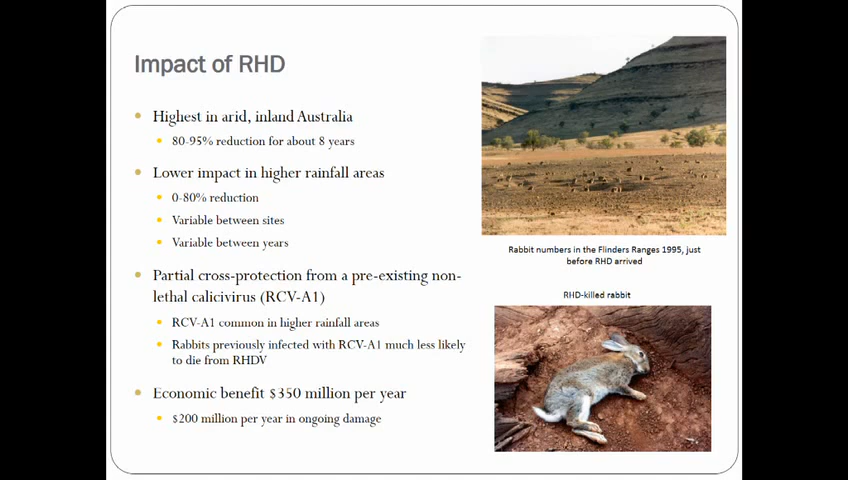 Impact of RHD
Highest in arid, inland Australia
80-95% reduction for about 8 years
Lower impact in higher rainfall areas
0-80% reduction
Variable between sites
Variable between years
Partial cross-protection from a pre-existing non-
lethal calicivirus (RCV-A1)
RCV-A1 common in higher rainfall areas
Rabbits previously infected with RCV-A1 much less likely
to die from RHDV
Economic benefit $350 million per year
$200 million per year in ongoing damage
Rabbit numbers in the Flinders Ranges 1995, just
before RHD arrived
RHD-killed rabbit